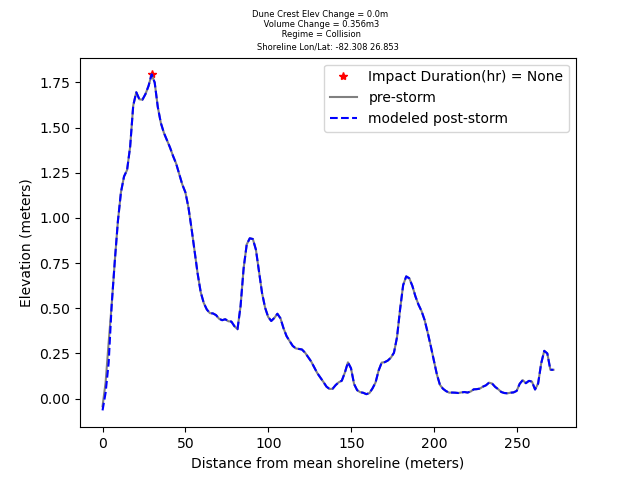 Dune Crest Elev Change = 0.0m
Volume Change = 0.356m3
Regime = Collision
Shoreline Lon/Lat: -82.308 26.853
Impact Duration(hr) = None
pre-storm
modeled post-storm
Elevation (meters)
1.75
1.50
1.25
1.00
0.75
0.50
0.25
0.00
0 50 100 150 200 250
Distance from mean shoreline (meters)